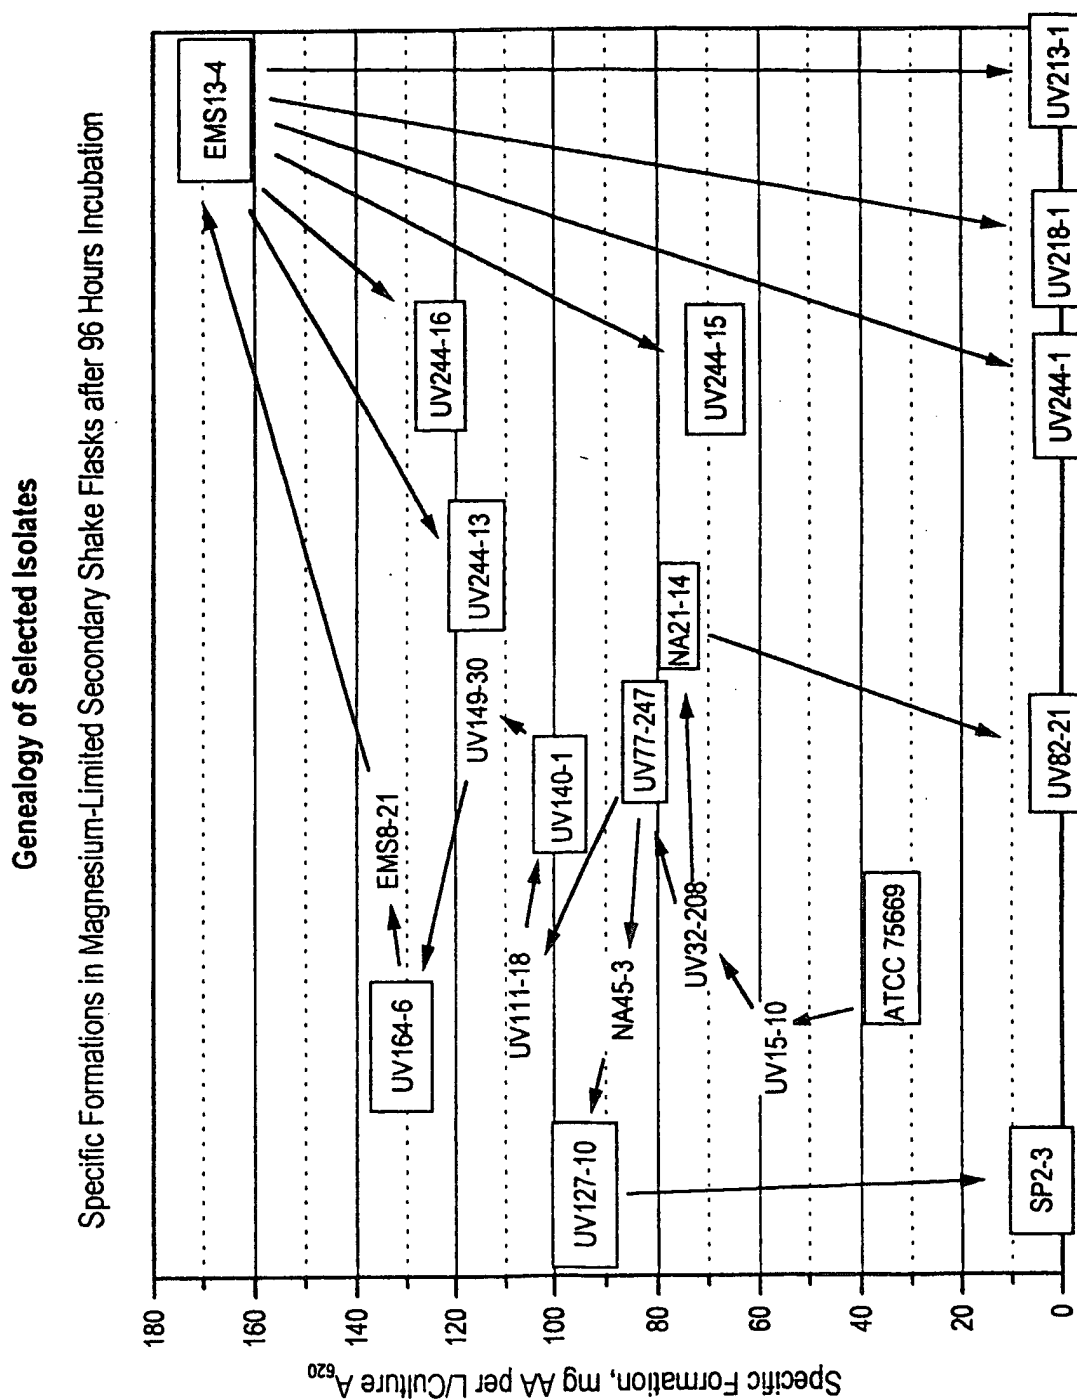 Genealogy of Selected Isolates
Specific Formations in Magnesium-Limited Secondary Shake Flasks after 96 Hours Incubation
Specific Formation, mg AA per L/Culture A620
180
160
140
120
100
80
60
40
20
0
EMS13-4
UV244-16
UV244-13
UV244-15
EMS8-21
UV164-6
UV149-30
UV140-1
UV111-18
UV127-10
NA45-3
UV77-247
NA21-14
UV32-208
UV15-10
ATCC 75669
SP2-3
UV82-21
UV244-1
UV218-1
UV213-1